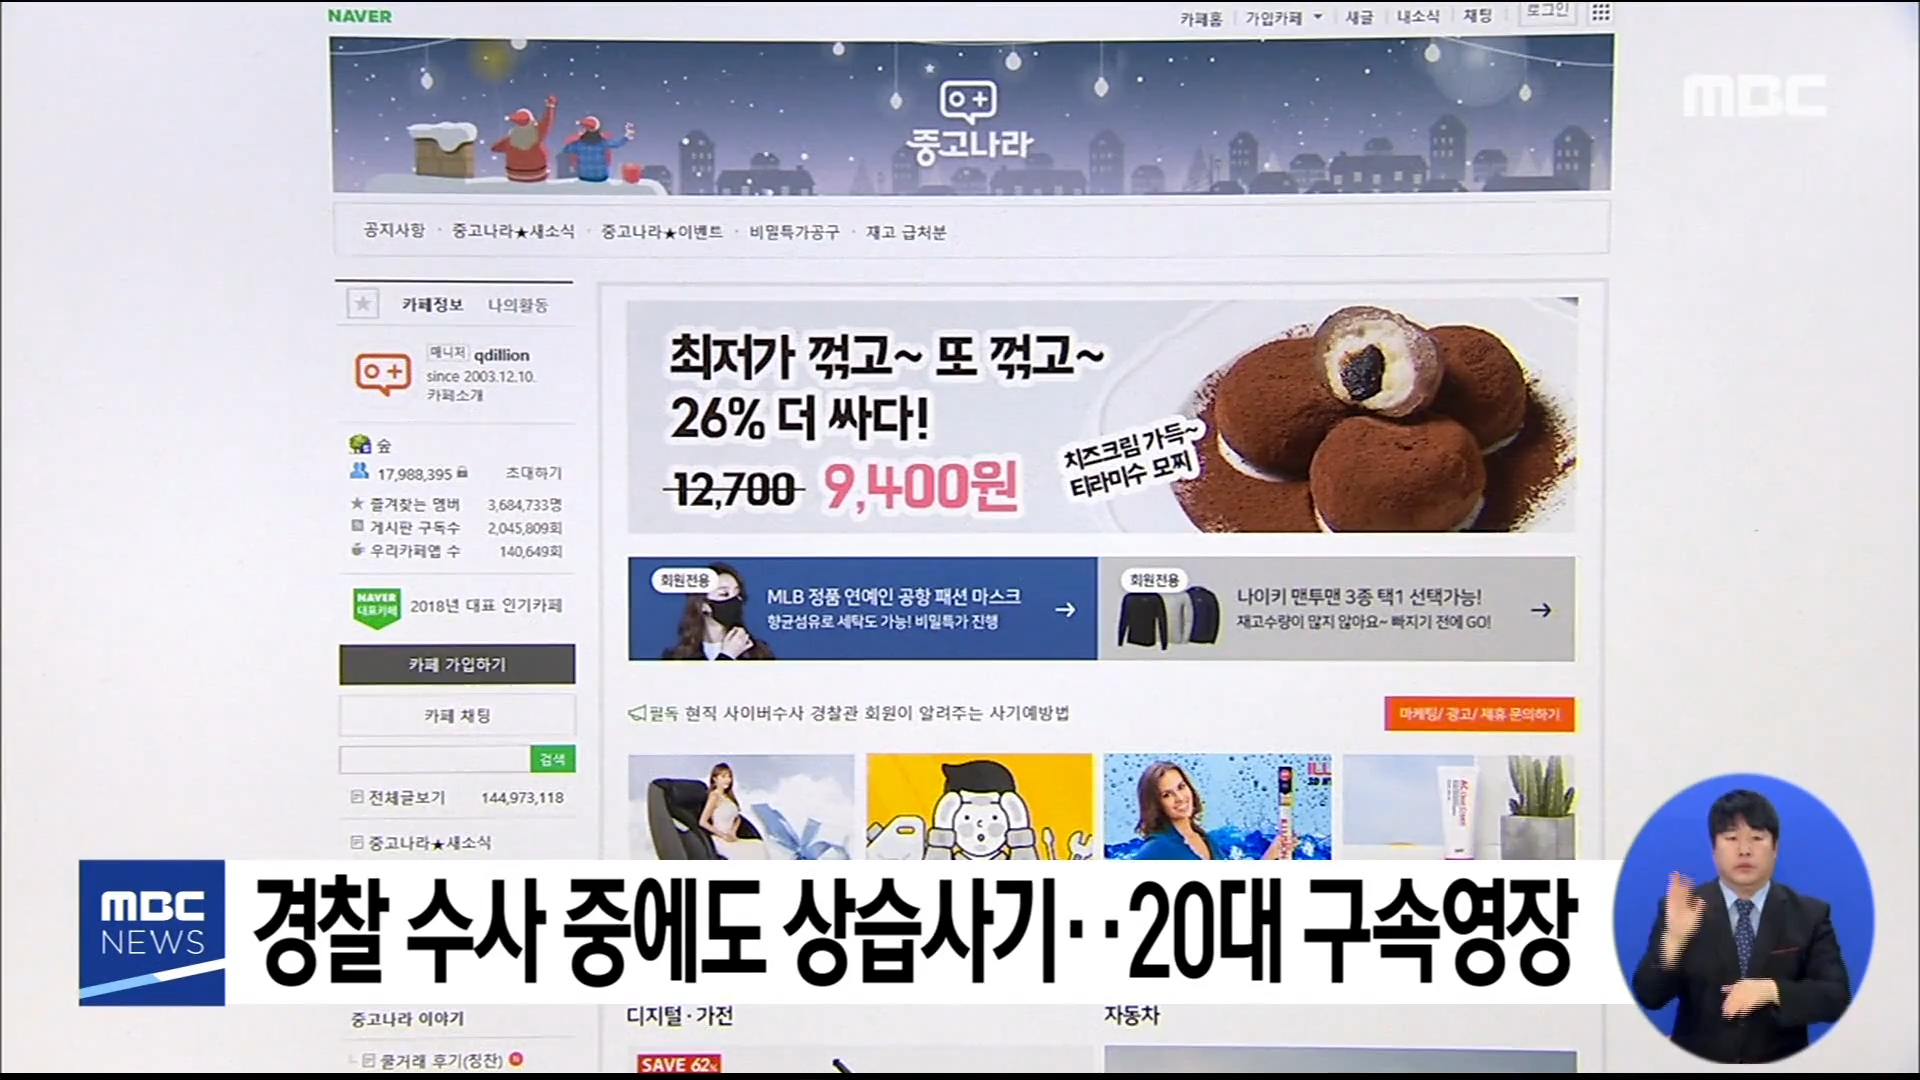 NAVER
카페홈 가입카페 새글 내소식 채팅 로그인
MBC
중고나라
공지사항 · 중고나라★새소식 · 중고나라★이벤트 · 비밀특가공구 · 재고 급처분
카페정보 나의활동
매니저 qdillion
since 2003.12.10.
카페소개
숲
17,988,395 초대하기
즐겨찾는 멤버 3,684,733명
게시판 구독수 2,045,809회
우리카페앱 수 140,649회
NAVER
대표카페
2018년 대표 인기카페
카페 가입하기
카페 채팅
검색
전체글보기 144,973,118
중고나라★새소식
최저가 꺾고~ 또 꺾고~
26% 더 싸다!
12,700 9,400원
치즈크림 가득~
티라미수 모찌
회원전용
MLB 정품 연예인 공항 패션 마스크
향균섬유로 세탁도 가능! 비밀특가 진행
회원전용
나이키 맨투맨 3종 택1 선택가능!
재고수량이 많지 않아요~ 빠지기 전에 GO!
필독 현직 사이버수사 경찰관 회원이 알려주는 사기예방법
마케팅/ 광고/ 제휴 문의하기
MBC
NEWS
경찰 수사 중에도 상습사기‥20대 구속영장
중고나라 이야기
디지털·가전
자동차
쿨거래 후기(칭찬)
SAVE 62%